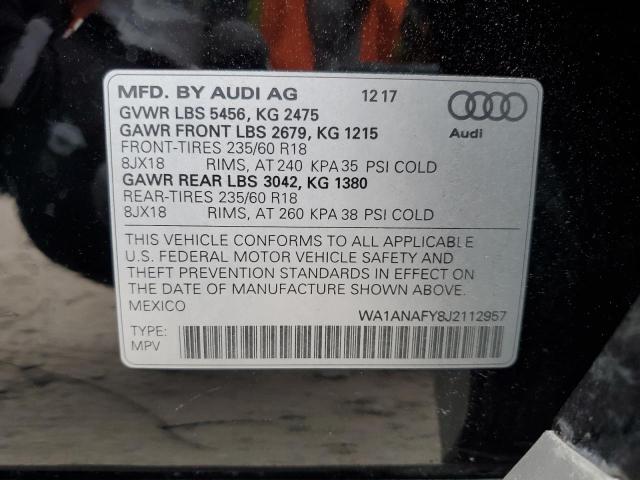 MFD. BY AUDI AG 12 17
GVWR LBS 5456, KG 2475
GAWR FRONT LBS 2679, KG 1215
FRONT-TIRES 235/60 R18
8JX18 RIMS, AT 240 KPA 35 PSI COLD
GAWR REAR LBS 3042, KG 1380
REAR-TIRES 235/60 R18
8JX18 RIMS, AT 260 KPA 38 PSI COLD
Audi
THIS VEHICLE CONFORMS TO ALL APPLICABLE
U.S. FEDERAL MOTOR VEHICLE SAFETY AND
THEFT PREVENTION STANDARDS IN EFFECT ON
THE DATE OF MANUFACTURE SHOWN ABOVE.
MEXICO WA1ANAFY8J2112957
TYPE:
MPV